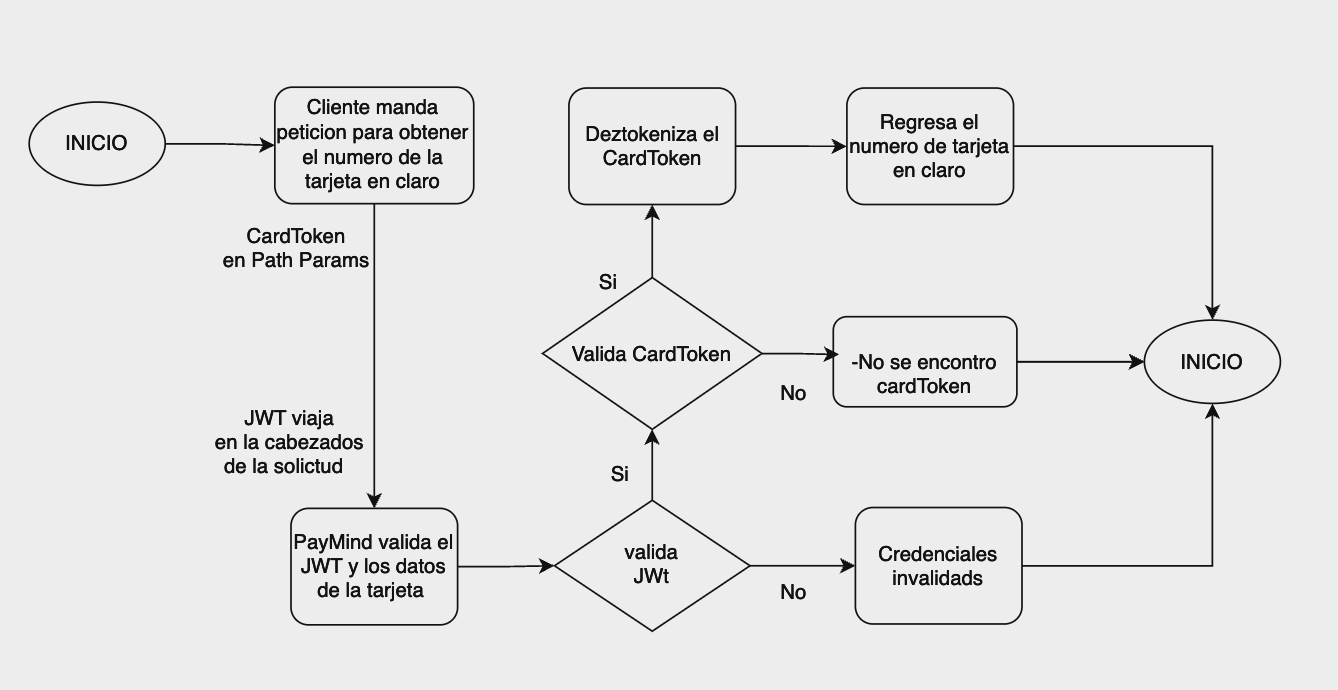 INICIO
Cliente manda
peticion para obtener
el numero de la
tarjeta en claro
CardToken
en Path Params
JWT viaja
en la cabezados
de la solictud
PayMind valida el
JWT y los datos
de la tarjeta
valida
JWt
Si
No
Valida CardToken
Si
No
Deztokeniza el
CardToken
Regresa el
numero de tarjeta
en claro
-No se encontro
cardToken
Credenciales
invalidads
INICIO